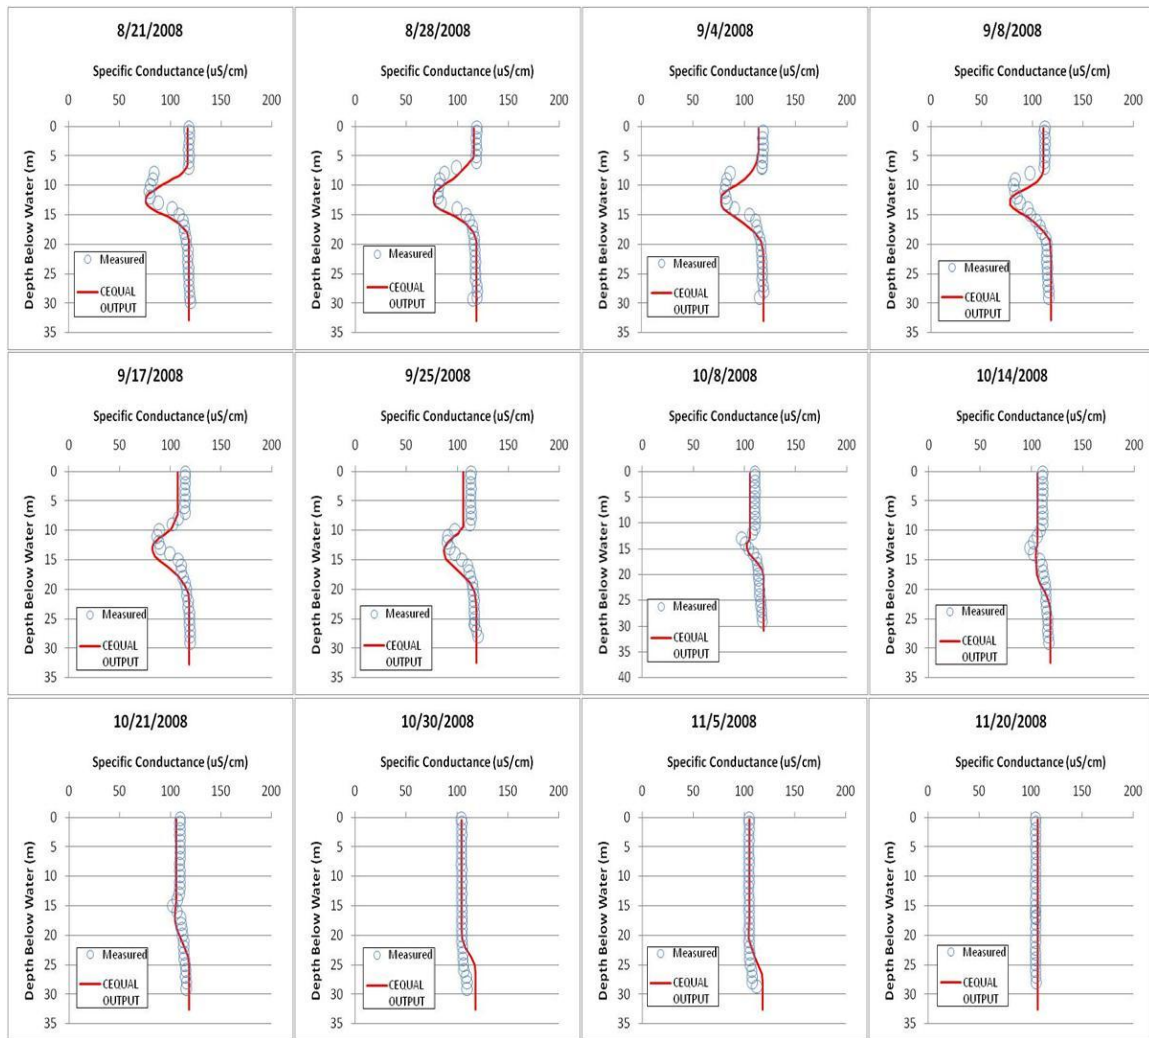 8/21/2008
Specific Conductance (uS/cm)
0 50 100 150 200
Depth Below Water (m)
0
5
10
15
20
25
30
35
Measured
CEQUAL
OUTPUT
8/28/2008
Specific Conductance (uS/cm)
0 50 100 150 200
Depth Below Water (m)
0
5
10
15
20
25
30
35
Measured
CEQUAL
OUTPUT
9/4/2008
Specific Conductance (uS/cm)
0 50 100 150 200
Depth Below Water (m)
0
5
10
15
20
25
30
35
Measured
CEQUAL
OUTPUT
9/8/2008
Specific Conductance (uS/cm)
0 50 100 150 200
Depth Below Water (m)
0
5
10
15
20
25
30
35
Measured
CEQUAL
OUTPUT
9/17/2008
Specific Conductance (uS/cm)
0 50 100 150 200
Depth Below Water (m)
0
5
10
15
20
25
30
35
Measured
CEQUAL
OUTPUT
9/25/2008
Specific Conductance (uS/cm)
0 50 100 150 200
Depth Below Water (m)
0
5
10
15
20
25
30
35
Measured
CEQUAL
OUTPUT
10/8/2008
Specific Conductance (uS/cm)
0 50 100 150 200
Depth Below Water (m)
0
5
10
15
20
25
30
35
40
Measured
CEQUAL
OUTPUT
10/14/2008
Specific Conductance (uS/cm)
0 50 100 150 200
Depth Below Water (m)
0
5
10
15
20
25
30
35
Measured
CEQUAL
OUTPUT
10/21/2008
Specific Conductance (uS/cm)
0 50 100 150 200
Depth Below Water (m)
0
5
10
15
20
25
30
35
Measured
CEQUAL
OUTPUT
10/30/2008
Specific Conductance (uS/cm)
0 50 100 150 200
Depth Below Water (m)
0
5
10
15
20
25
30
35
Measured
CEQUAL
OUTPUT
11/5/2008
Specific Conductance (uS/cm)
0 50 100 150 200
Depth Below Water (m)
0
5
10
15
20
25
30
35
Measured
CEQUAL
OUTPUT
11/20/2008
Specific Conductance (uS/cm)
0 50 100 150 200
Depth Below Water (m)
0
5
10
15
20
25
30
35
Measured
CEQUAL
OUTPUT